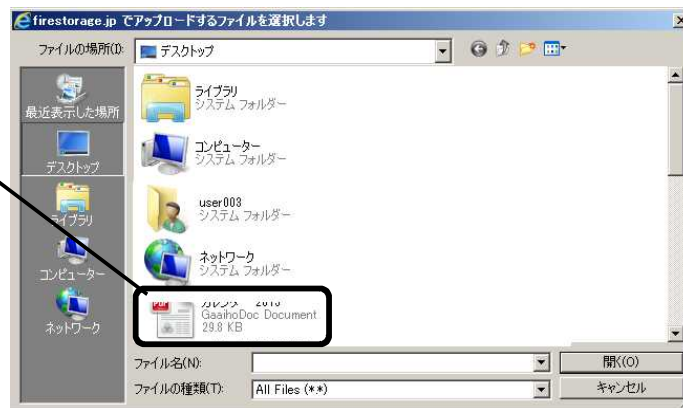 firestorage.jp でアップロードするファイルを選択します
ファイルの場所(I):
デスクトップ
最近表示した場所
デスクトップ
ライブラリ
コンピューター
ネットワーク
ライブラリ
システム フォルダー
コンピューター
システム フォルダー
user003
システム フォルダー
ネットワーク
システム フォルダー
PDF
GaaihoDoc Document
29.8 KB
ファイル名(N):
開く(O)
ファイルの種類(T):
All Files (*.*)
キャンセル